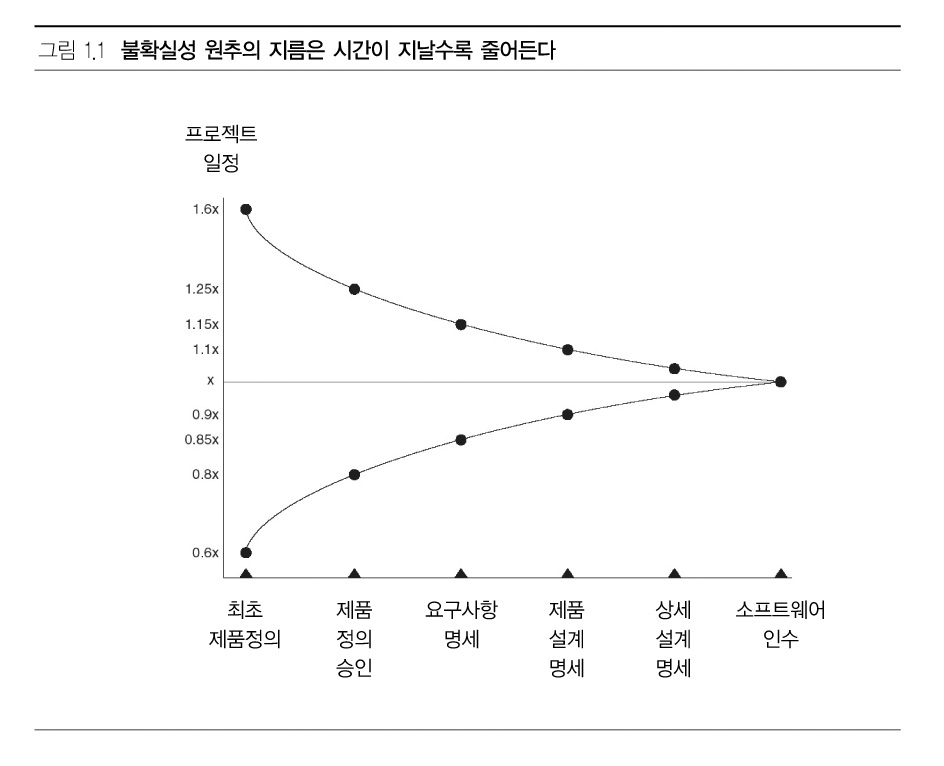 그림 1.1 불확실성 원추의 지름은 시간이 지날수록 줄어든다
프로젝트
일정
1.6x
1.25x
1.15x
1.1x
x
0.9x
0.85x
0.8x
0.6x
최초
제품정의
제품
정의
승인
요구사항
명세
제품
설계
명세
상세
설계
명세
소프트웨어
인수